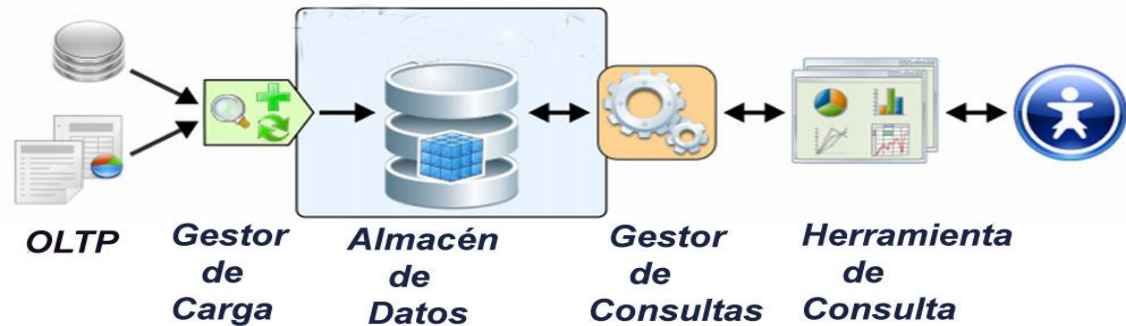 OLTP
Gestor
de
Carga
Almacén
de
Datos
Gestor
de
Consultas
Herramienta
de
Consulta